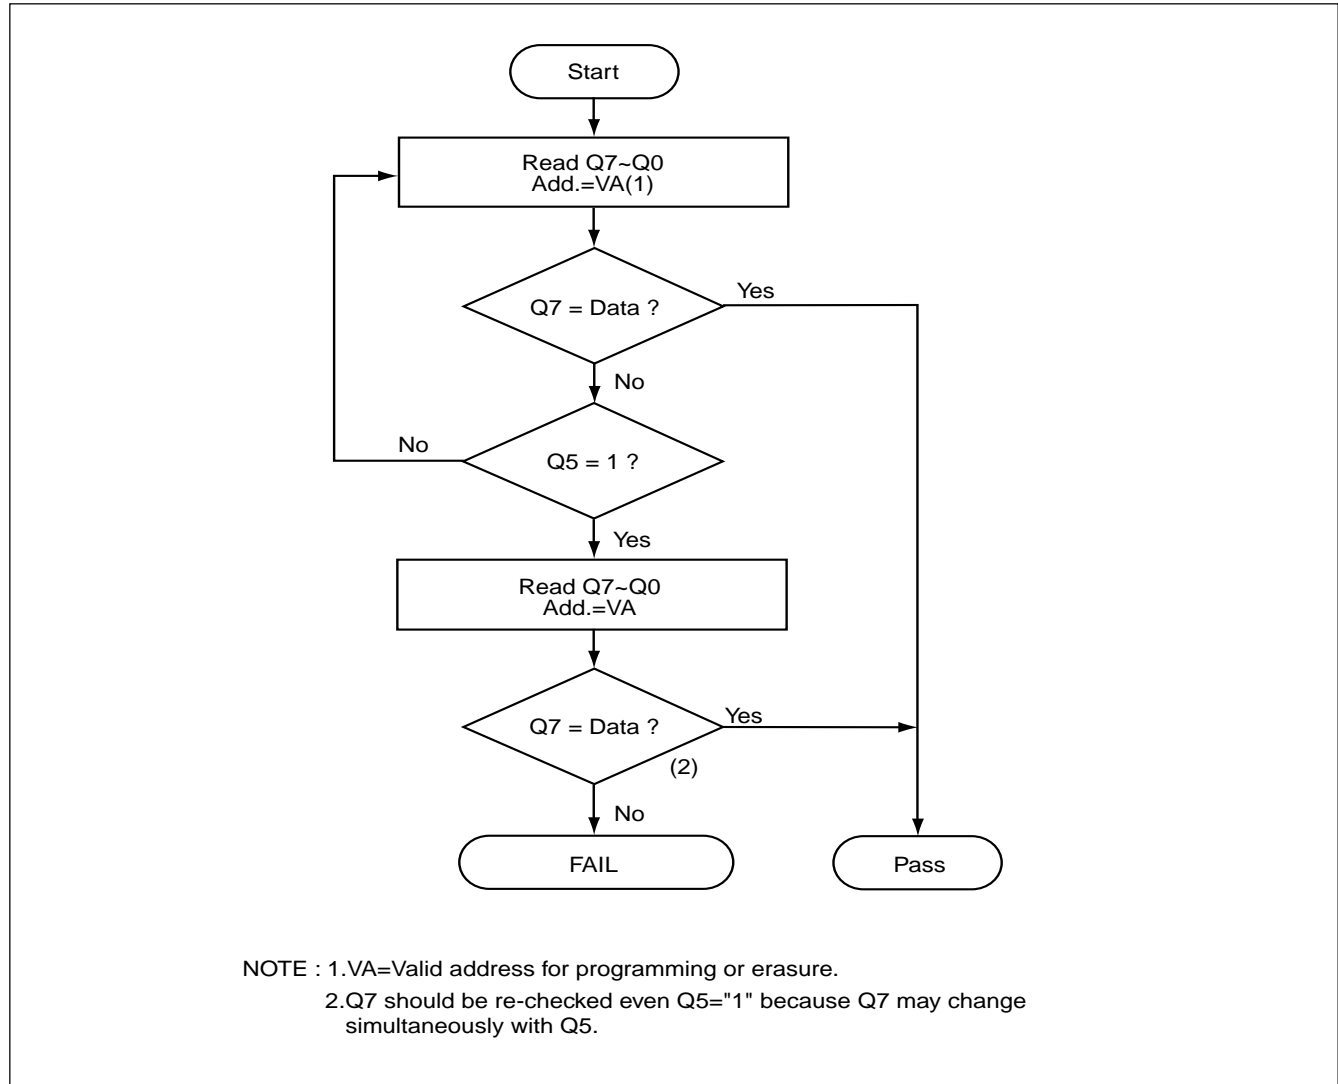 Start
Read Q7~Q0
Add.=VA(1)
Q7 = Data ?
Yes
No
No
Q5 = 1 ?
Yes
Read Q7~Q0
Add.=VA
Q7 = Data ?
Yes
(2)
No
FAIL
Pass
NOTE : 1.VA=Valid address for programming or erasure.
2.Q7 should be re-checked even Q5="1" because Q7 may change
simultaneously with Q5.